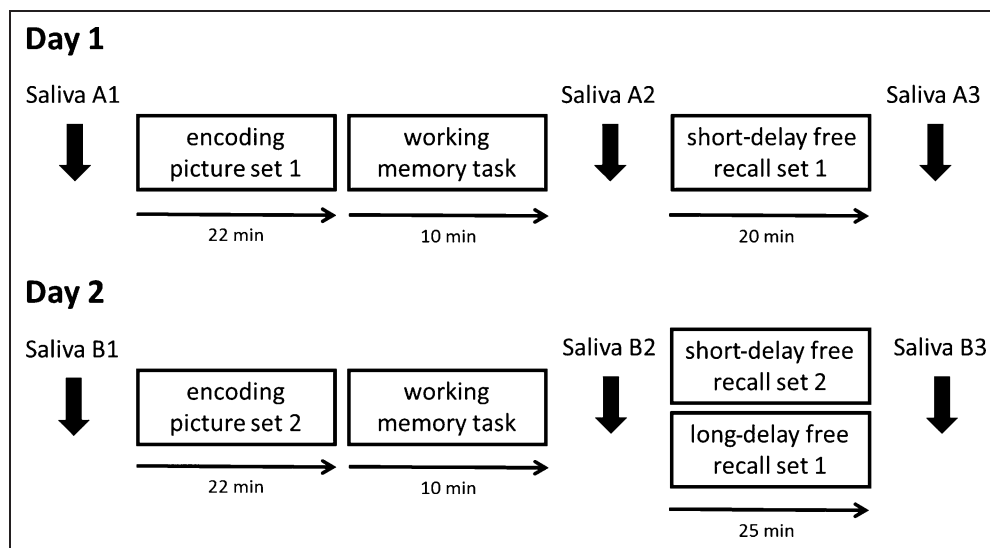 Day 1
Saliva A1
Saliva A2
Saliva A3
encoding
picture set 1
working
memory task
short-delay free
recall set 1
22 min
10 min
20 min
Day 2
Saliva B1
Saliva B2
Saliva B3
encoding
picture set 2
working
memory task
short-delay free
recall set 2
long-delay free
recall set 1
22 min
10 min
25 min